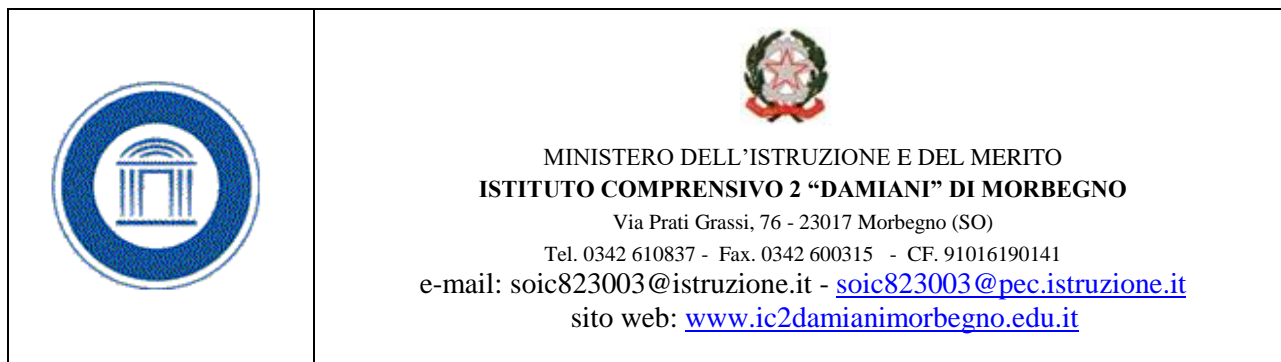 MINISTERO DELL’ISTRUZIONE E DEL MERITO
ISTITUTO COMPRENSIVO 2 “DAMIANI” DI MORBEGNO
Via Prati Grassi, 76 - 23017 Morbegno (SO)
Tel. 0342 610837 - Fax. 0342 600315 - CF. 91016190141
e-mail: soic823003@istruzione.it - soic823003@pec.istruzione.it
sito web: www.ic2damianimorbegno.edu.it